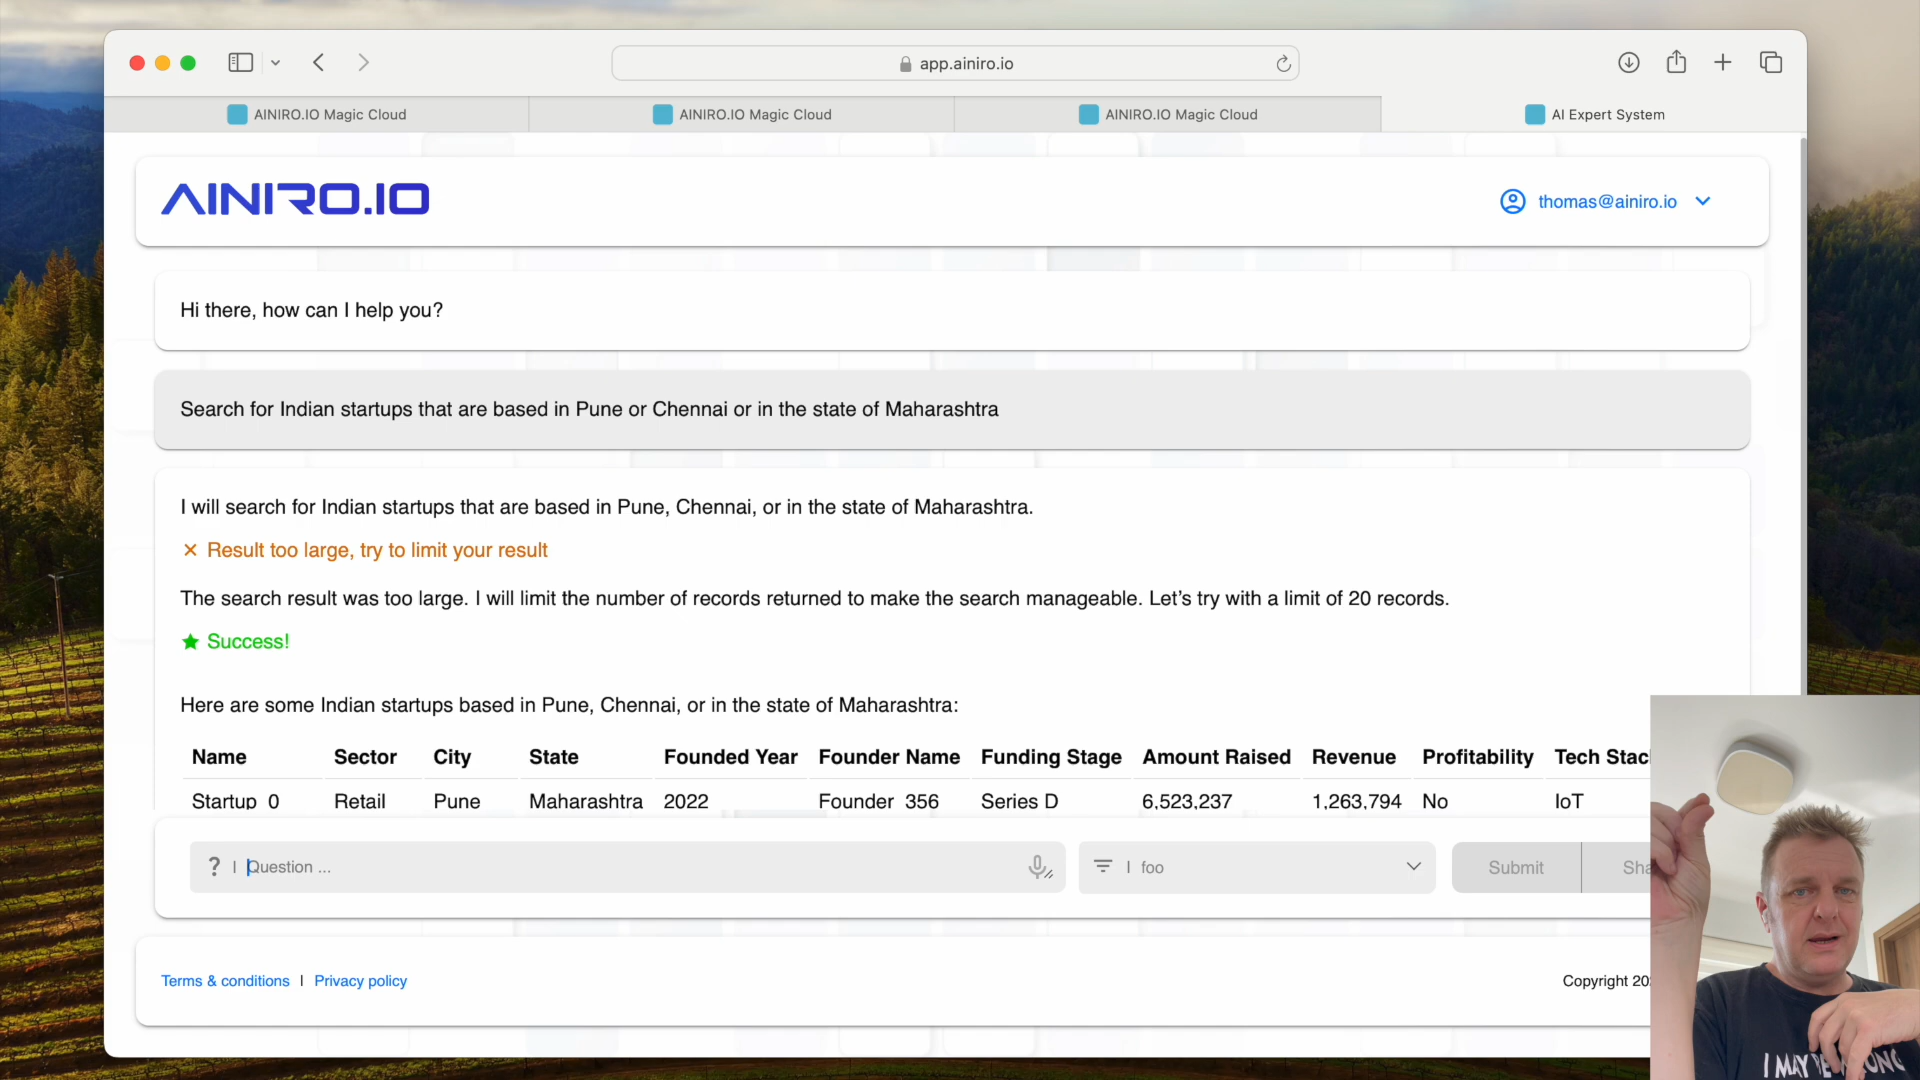 app.ainiro.io
AINIRO.IO Magic Cloud
AINIRO.IO Magic Cloud
AINIRO.IO Magic Cloud
AI Expert System
AINIRO.IO
thomas@ainiro.io
Hi there, how can I help you?
Search for Indian startups that are based in Pune or Chennai or in the state of Maharashtra
I will search for Indian startups that are based in Pune, Chennai, or in the state of Maharashtra.
Result too large, try to limit your result
The search result was too large. I will limit the number of records returned to make the search manageable. Let’s try with a limit of 20 records.
Success!
Here are some Indian startups based in Pune, Chennai, or in the state of Maharashtra:
Name Sector City State Founded Year Founder Name Funding Stage Amount Raised Revenue Profitability Tech Stac
Startup_0 Retail Pune Maharashtra 2022 Founder_356 Series D 6,523,237 1,263,794 No IoT
? | Question ...
| foo
Submit
Sha
Terms & conditions | Privacy policy
Copyright 20
I MAY BE WRONG